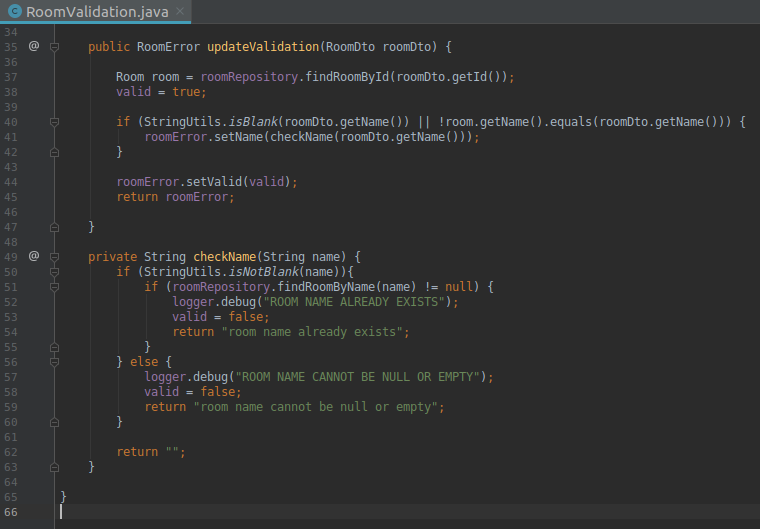 RoomValidation.java
34
35 @ public RoomError updateValidation(RoomDto roomDto) {
36
37 Room room = roomRepository.findRoomById(roomDto.getId());
38 valid = true;
39
40 if (StringUtils.isBlank(roomDto.getName()) || !room.getName().equals(roomDto.getName())) {
41 roomError.setName(checkName(roomDto.getName()));
42 }
43
44 roomError.setValid(valid);
45 return roomError;
46
47 }
48
49 @ private String checkName(String name) {
50 if (StringUtils.isNotBlank(name)){
51 if (roomRepository.findRoomByName(name) != null) {
52 logger.debug("ROOM NAME ALREADY EXISTS");
53 valid = false;
54 return "room name already exists";
55 }
56 } else {
57 logger.debug("ROOM NAME CANNOT BE NULL OR EMPTY");
58 valid = false;
59 return "room name cannot be null or empty";
60 }
61
62 return "";
63 }
64
65 }
66